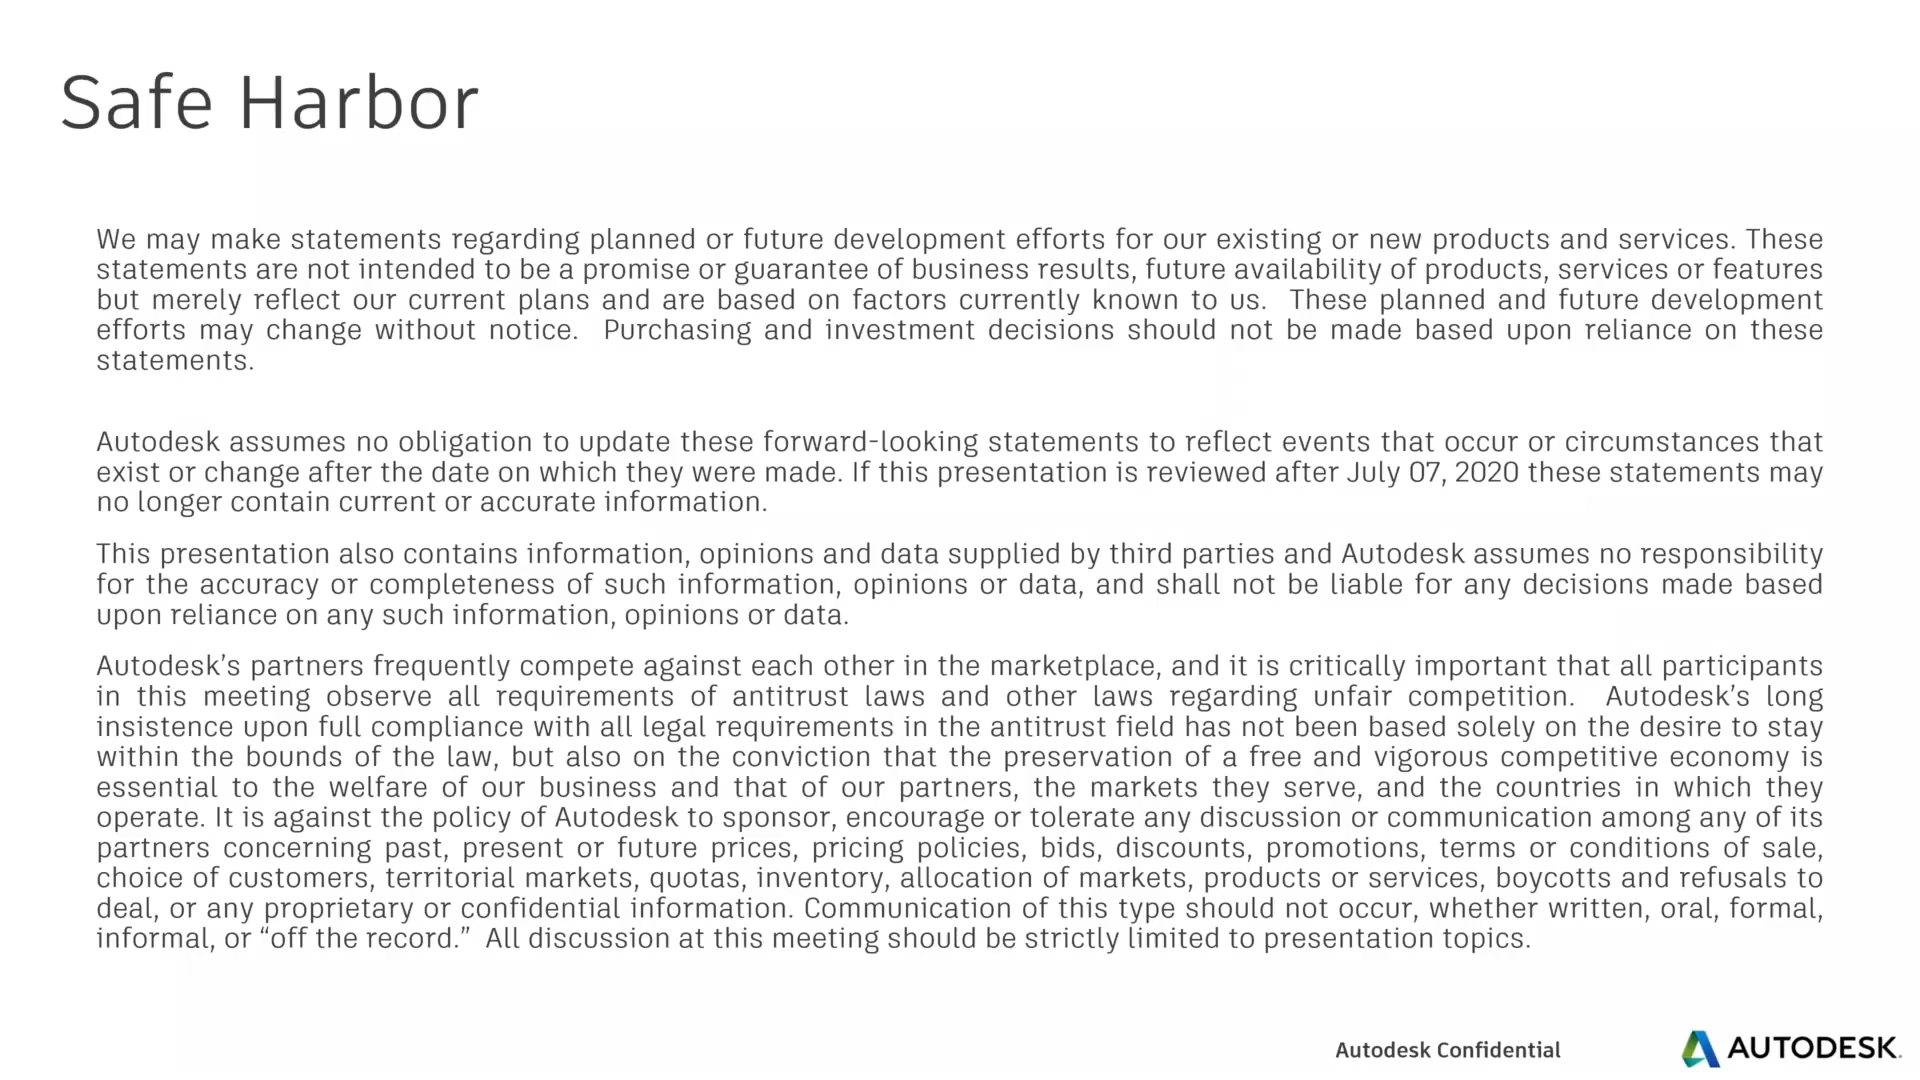 Safe Harbor
We may make statements regarding planned or future development efforts for our existing or new products and services. These
statements are not intended to be a promise or guarantee of business results, future availability of products, services or features
but merely reflect our current plans and are based on factors currently known to us.  These planned and future development
efforts may change without notice.  Purchasing and investment decisions should not be made based upon reliance on these
statements.
Autodesk assumes no obligation to update these forward-looking statements to reflect events that occur or circumstances that
exist or change after the date on which they were made. If this presentation is reviewed after July 07, 2020 these statements may
no longer contain current or accurate information.
This presentation also contains information, opinions and data supplied by third parties and Autodesk assumes no responsibility
for the accuracy or completeness of such information, opinions or data, and shall not be liable for any decisions made based
upon reliance on any such information, opinions or data.
Autodesk’s partners frequently compete against each other in the marketplace, and it is critically important that all participants
in this meeting observe all requirements of antitrust laws and other laws regarding unfair competition.  Autodesk’s long
insistence upon full compliance with all legal requirements in the antitrust field has not been based solely on the desire to stay
within the bounds of the law, but also on the conviction that the preservation of a free and vigorous competitive economy is
essential to the welfare of our business and that of our partners, the markets they serve, and the countries in which they
operate. It is against the policy of Autodesk to sponsor, encourage or tolerate any discussion or communication among any of its
partners concerning past, present or future prices, pricing policies, bids, discounts, promotions, terms or conditions of sale,
choice of customers, territorial markets, quotas, inventory, allocation of markets, products or services, boycotts and refusals to
deal, or any proprietary or confidential information. Communication of this type should not occur, whether written, oral, formal,
informal, or “off the record.”  All discussion at this meeting should be strictly limited to presentation topics.
Autodesk Confidential
AUTODESK.